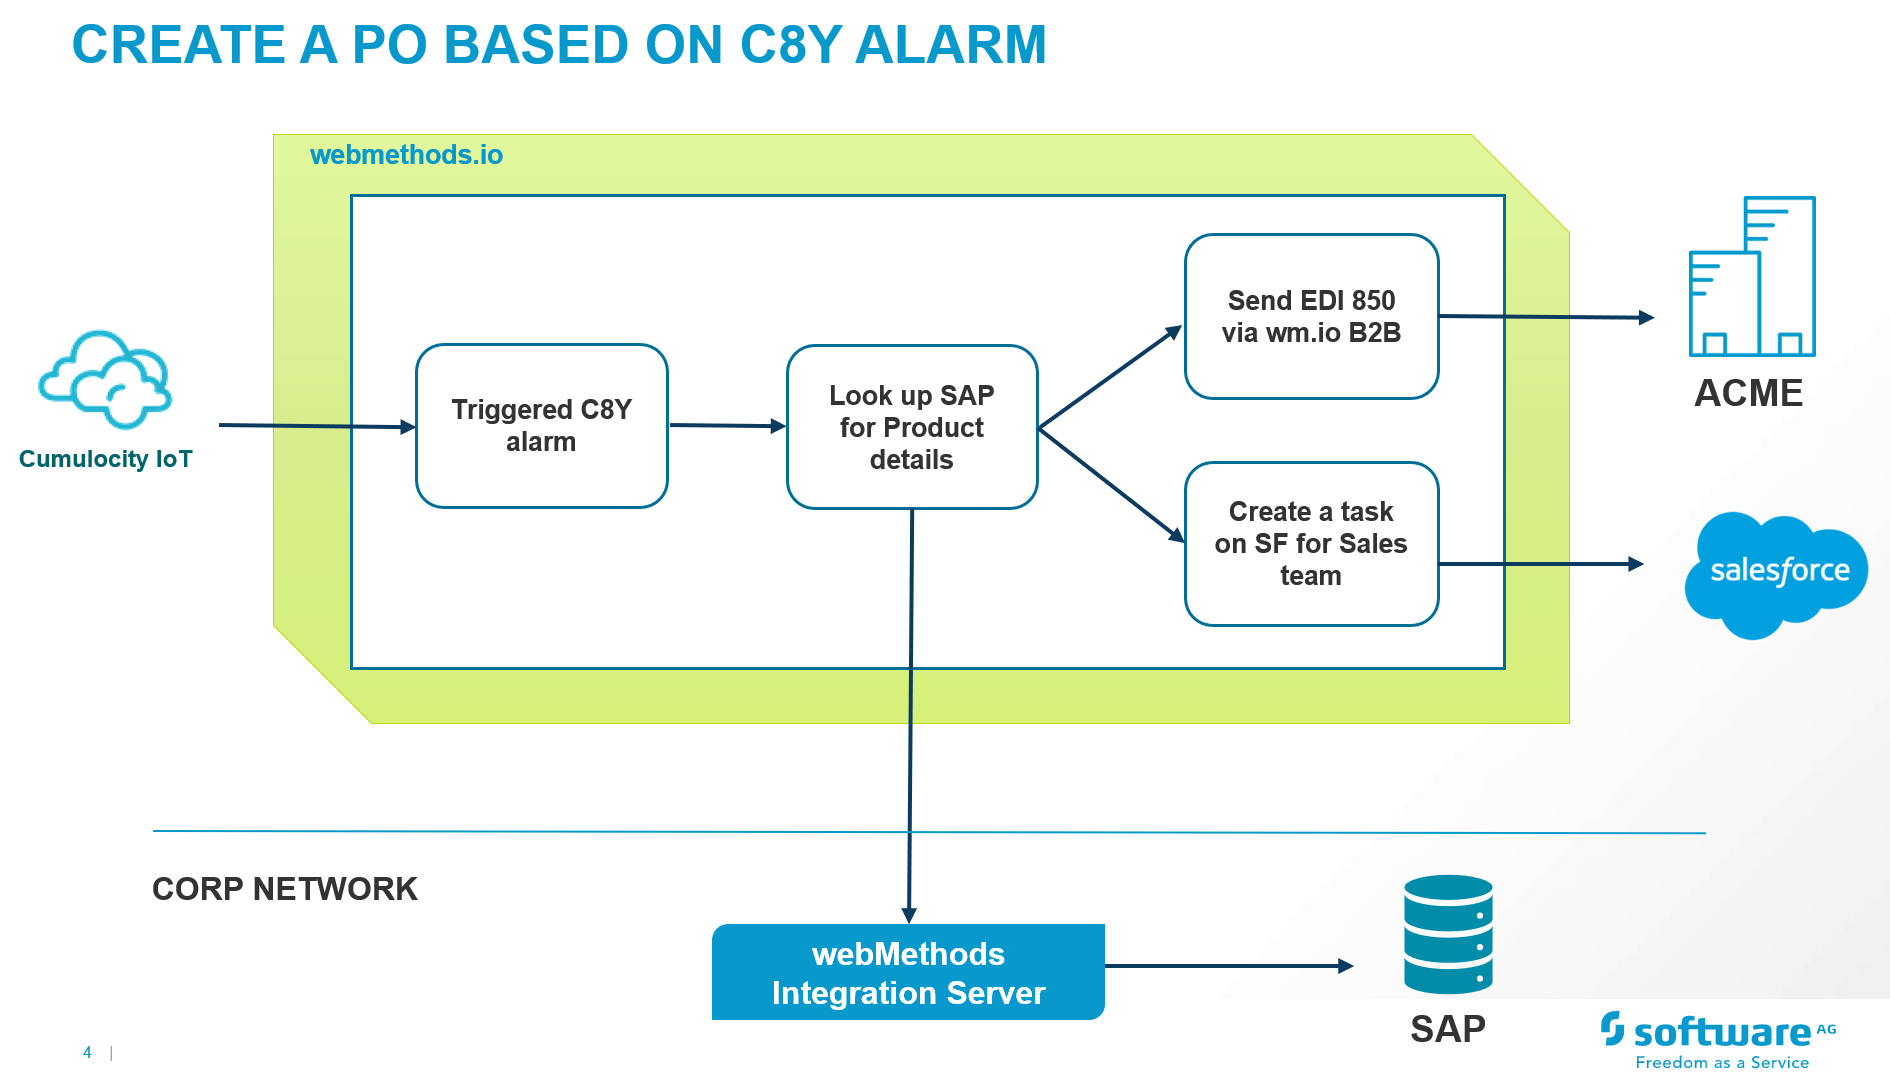 CREATE A PO BASED ON C8Y ALARM
webmethods.io
Cumulocity IoT
Triggered C8Y
alarm
Look up SAP
for Product
details
Send EDI 850
via wm.io B2B
Create a task
on SF for Sales
team
ACME
salesforce
CORP NETWORK
webMethods
Integration Server
SAP
4 |
software AG
Freedom as a Service